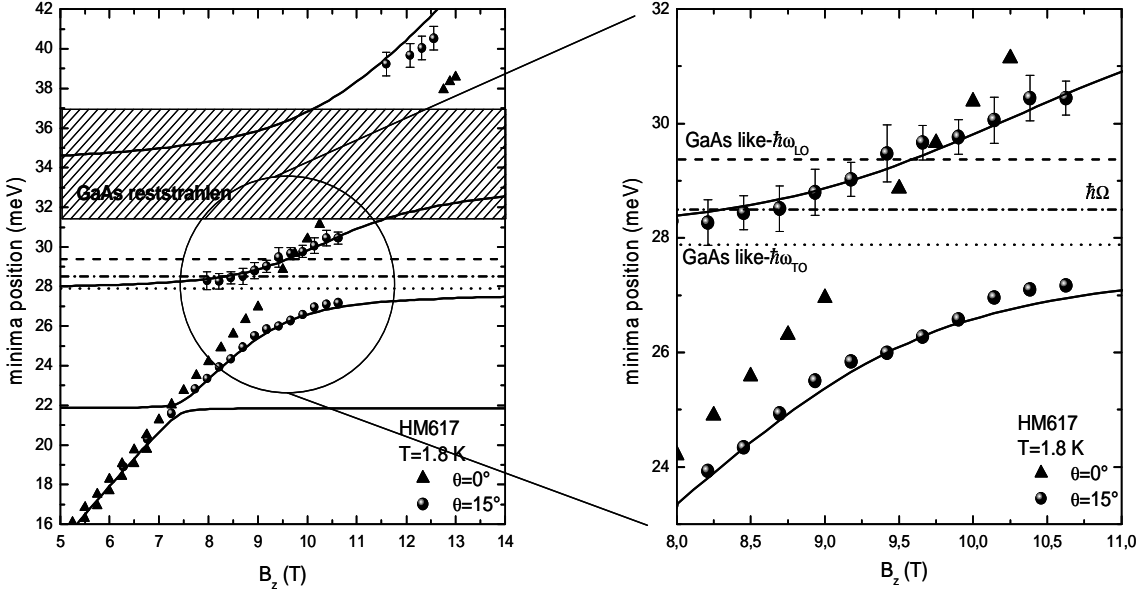 42
40
38
36
34
32
30
28
26
24
22
20
18
16
minima position (meV)
GaAs reststrahlen
HM617
T=1.8 K
θ=0°
θ=15°
5 6 7 8 9 10 11 12 13 14
B_z (T)
32
30
28
26
24
minima position (meV)
GaAs like-ħω_LO
ħΩ
GaAs like-ħω_TO
HM617
T=1.8 K
θ=0°
θ=15°
8,0 8,5 9,0 9,5 10,0 10,5 11,0
B_z (T)